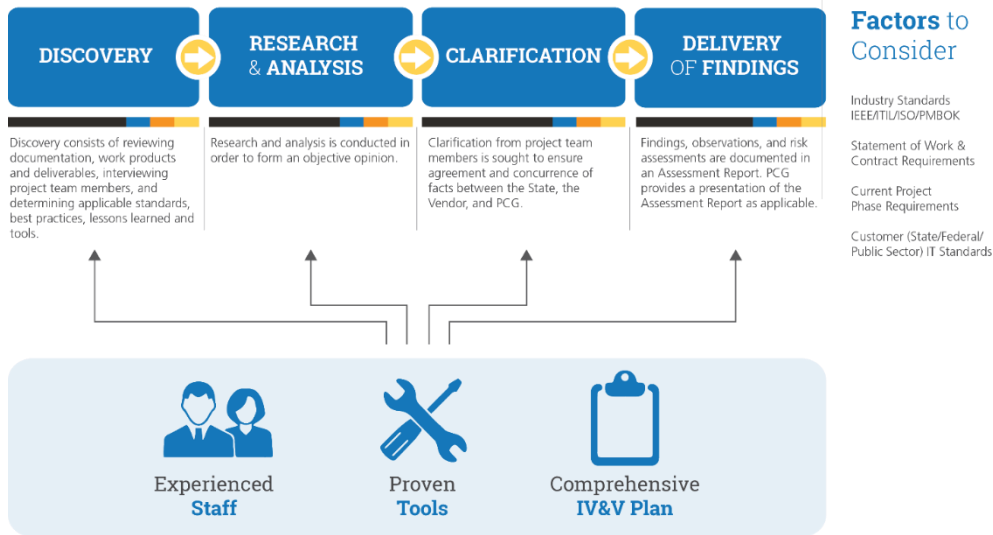 DISCOVERY
RESEARCH
& ANALYSIS
CLARIFICATION
DELIVERY
OF FINDINGS
Discovery consists of reviewing
documentation, work products
and deliverables, interviewing
project team members, and
determining applicable standards,
best practices, lessons learned and
tools.
Research and analysis is conducted in
order to form an objective opinion.
Clarification from project team
members is sought to ensure
agreement and concurrence of
facts between the State, the
Vendor, and PCG.
Findings, observations, and risk
assessments are documented in
an Assessment Report. PCG
provides a presentation of the
Assessment Report as applicable.
Factors to
Consider
Industry Standards
IEEE/ITIL/ISO/PMBOK
Statement of Work &
Contract Requirements
Current Project
Phase Requirements
Customer (State/Federal/
Public Sector) IT Standards
Experienced
Staff
Proven
Tools
Comprehensive
IV&V Plan